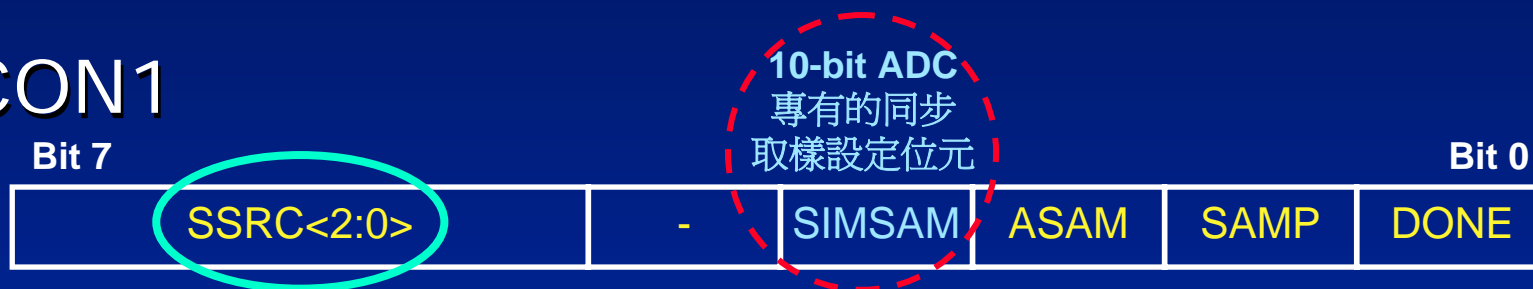 CON1
10-bit ADC
專有的同步
取樣設定位元
Bit 7
Bit 0
SSRC<2:0>
-
SIMSAM
ASAM
SAMP
DONE